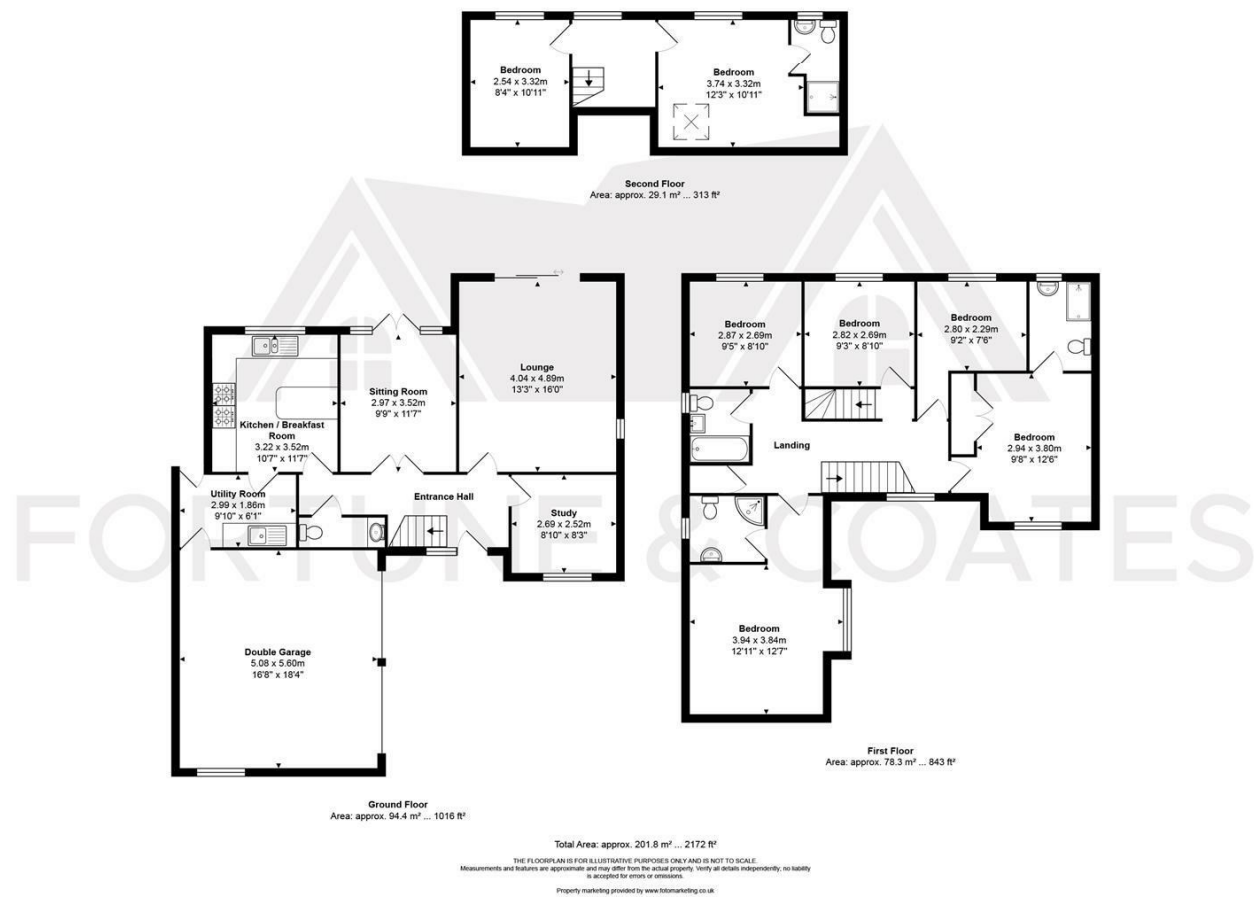 Bedroom
2.54 x 3.32m
8'4" x 10'11"
Bedroom
3.74 x 3.32m
12'3" x 10'11"
Second Floor
Area: approx. 29.1 m² ... 313 ft²
Kitchen / Breakfast
Room
3.22 x 3.52m
10'7" x 11'7"
Sitting Room
2.97 x 3.52m
9'9" x 11'7"
Lounge
4.04 x 4.89m
13'3" x 16'0"
Utility Room
2.99 x 1.86m
9'10" x 6'1"
Entrance Hall
Study
2.69 x 2.52m
8'10" x 8'3"
Double Garage
5.08 x 5.60m
16'8" x 18'4"
Ground Floor
Area: approx. 94.4 m² ... 1016 ft²
Bedroom
2.87 x 2.69m
9'5" x 8'10"
Bedroom
2.82 x 2.69m
9'3" x 8'10"
Bedroom
2.80 x 2.29m
9'2" x 7'6"
Landing
Bedroom
2.94 x 3.80m
9'8" x 12'6"
Bedroom
3.94 x 3.84m
12'11" x 12'7"
First Floor
Area: approx. 78.3 m² ... 843 ft²
FORTUNE & COATES
Total Area: approx. 201.8 m² ... 2172 ft²
THE FLOORPLAN IS FOR ILLUSTRATIVE PURPOSES ONLY AND IS NOT TO SCALE.
Measurements and features are approximate and may differ from the actual property. Verify all details independently; no liability
is accepted for errors or omissions.
Property marketing provided by www.fotomarketing.co.uk